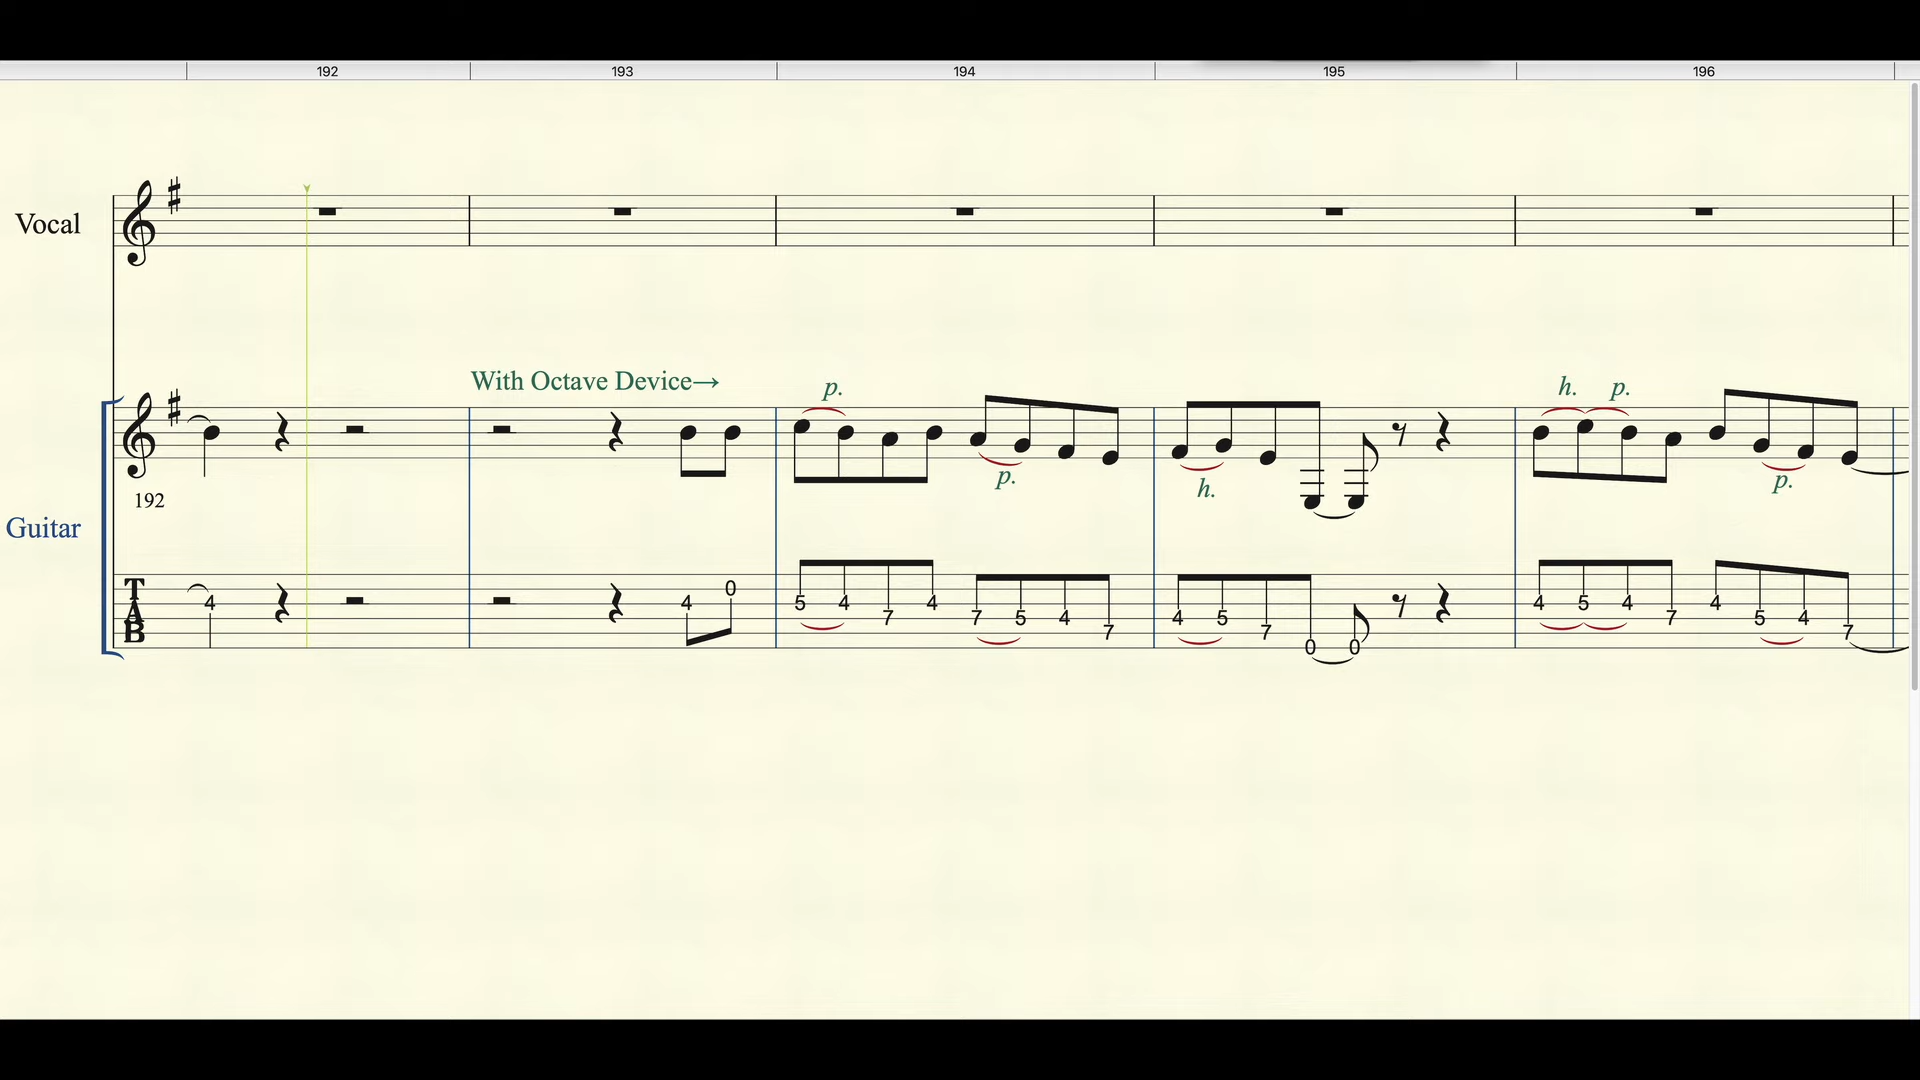 192 193 194 195 196
Vocal
With Octave Device→ p. h. h. p.
p. h. p.
192
Guitar
T
A
B
4 4 0 5 4 7 4 7 5 4 7 4 5 7 0 0 4 5 4 7 4 5 4 7